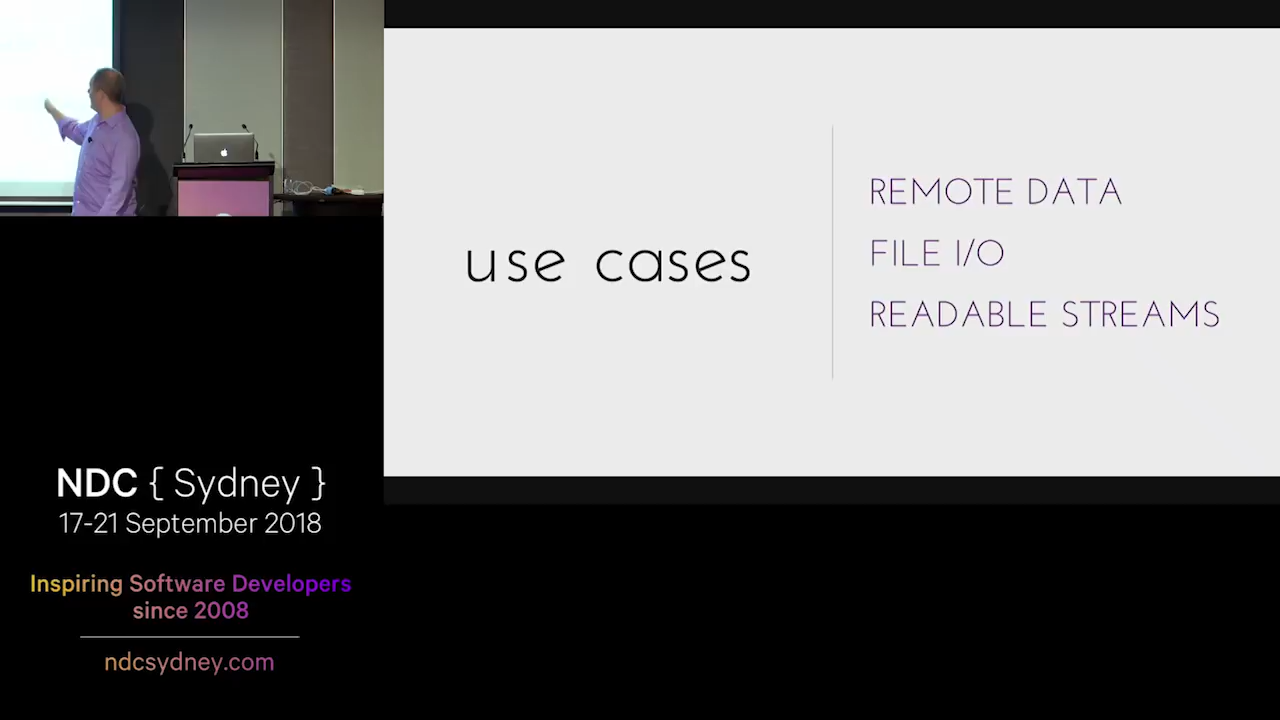 use cases
REMOTE DATA
FILE I/O
READABLE STREAMS
NDC { Sydney }
17-21 September 2018
Inspiring Software Developers
since 2008
ndcsydney.com